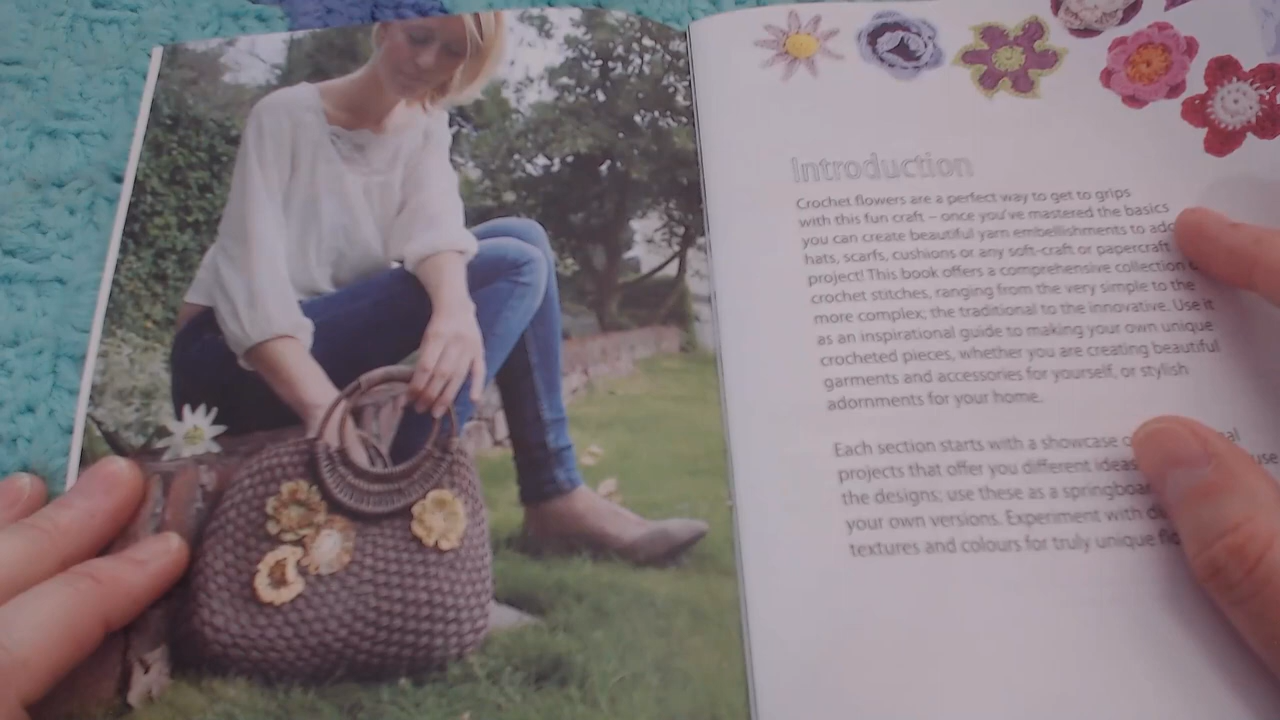 Introduction
Crochet flowers are a perfect way to get to grips
with this fun craft – once you've mastered the basics
you can create beautiful yarn embellishments to
hats, scarfs, cushions or any soft-craft or papercraft
project! This book offers a comprehensive collection
crochet stitches, ranging from the very simple to the
more complex; the traditional to the innovative. Use it
as an inspirational guide to making your own unique
crocheted pieces, whether you are creating beautiful
garments and accessories for yourself, or stylish
adornments for your home.
Each section starts with a showcase
projects that offer you different ideas
the designs; use these as a springboard
your own versions. Experiment with
textures and colours for truly unique